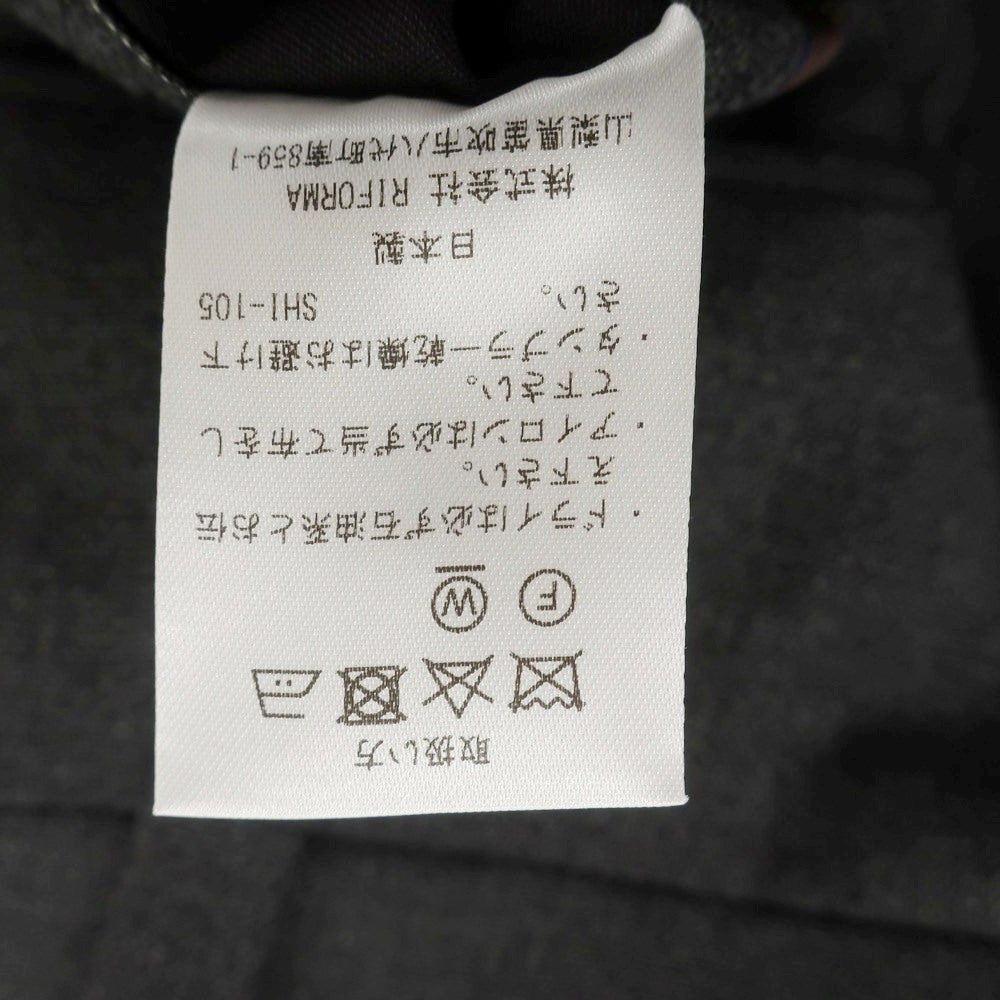 取扱い方
F W
・ドライは必ず石油系とお伝
え下さい。
・アイロンは必ず当て布をし
て下さい。
・タンブラー乾燥はお避け下
さい。 SHI-105
日本製
株式会社 RIFORMA
山梨県笛吹市八代町南859-1